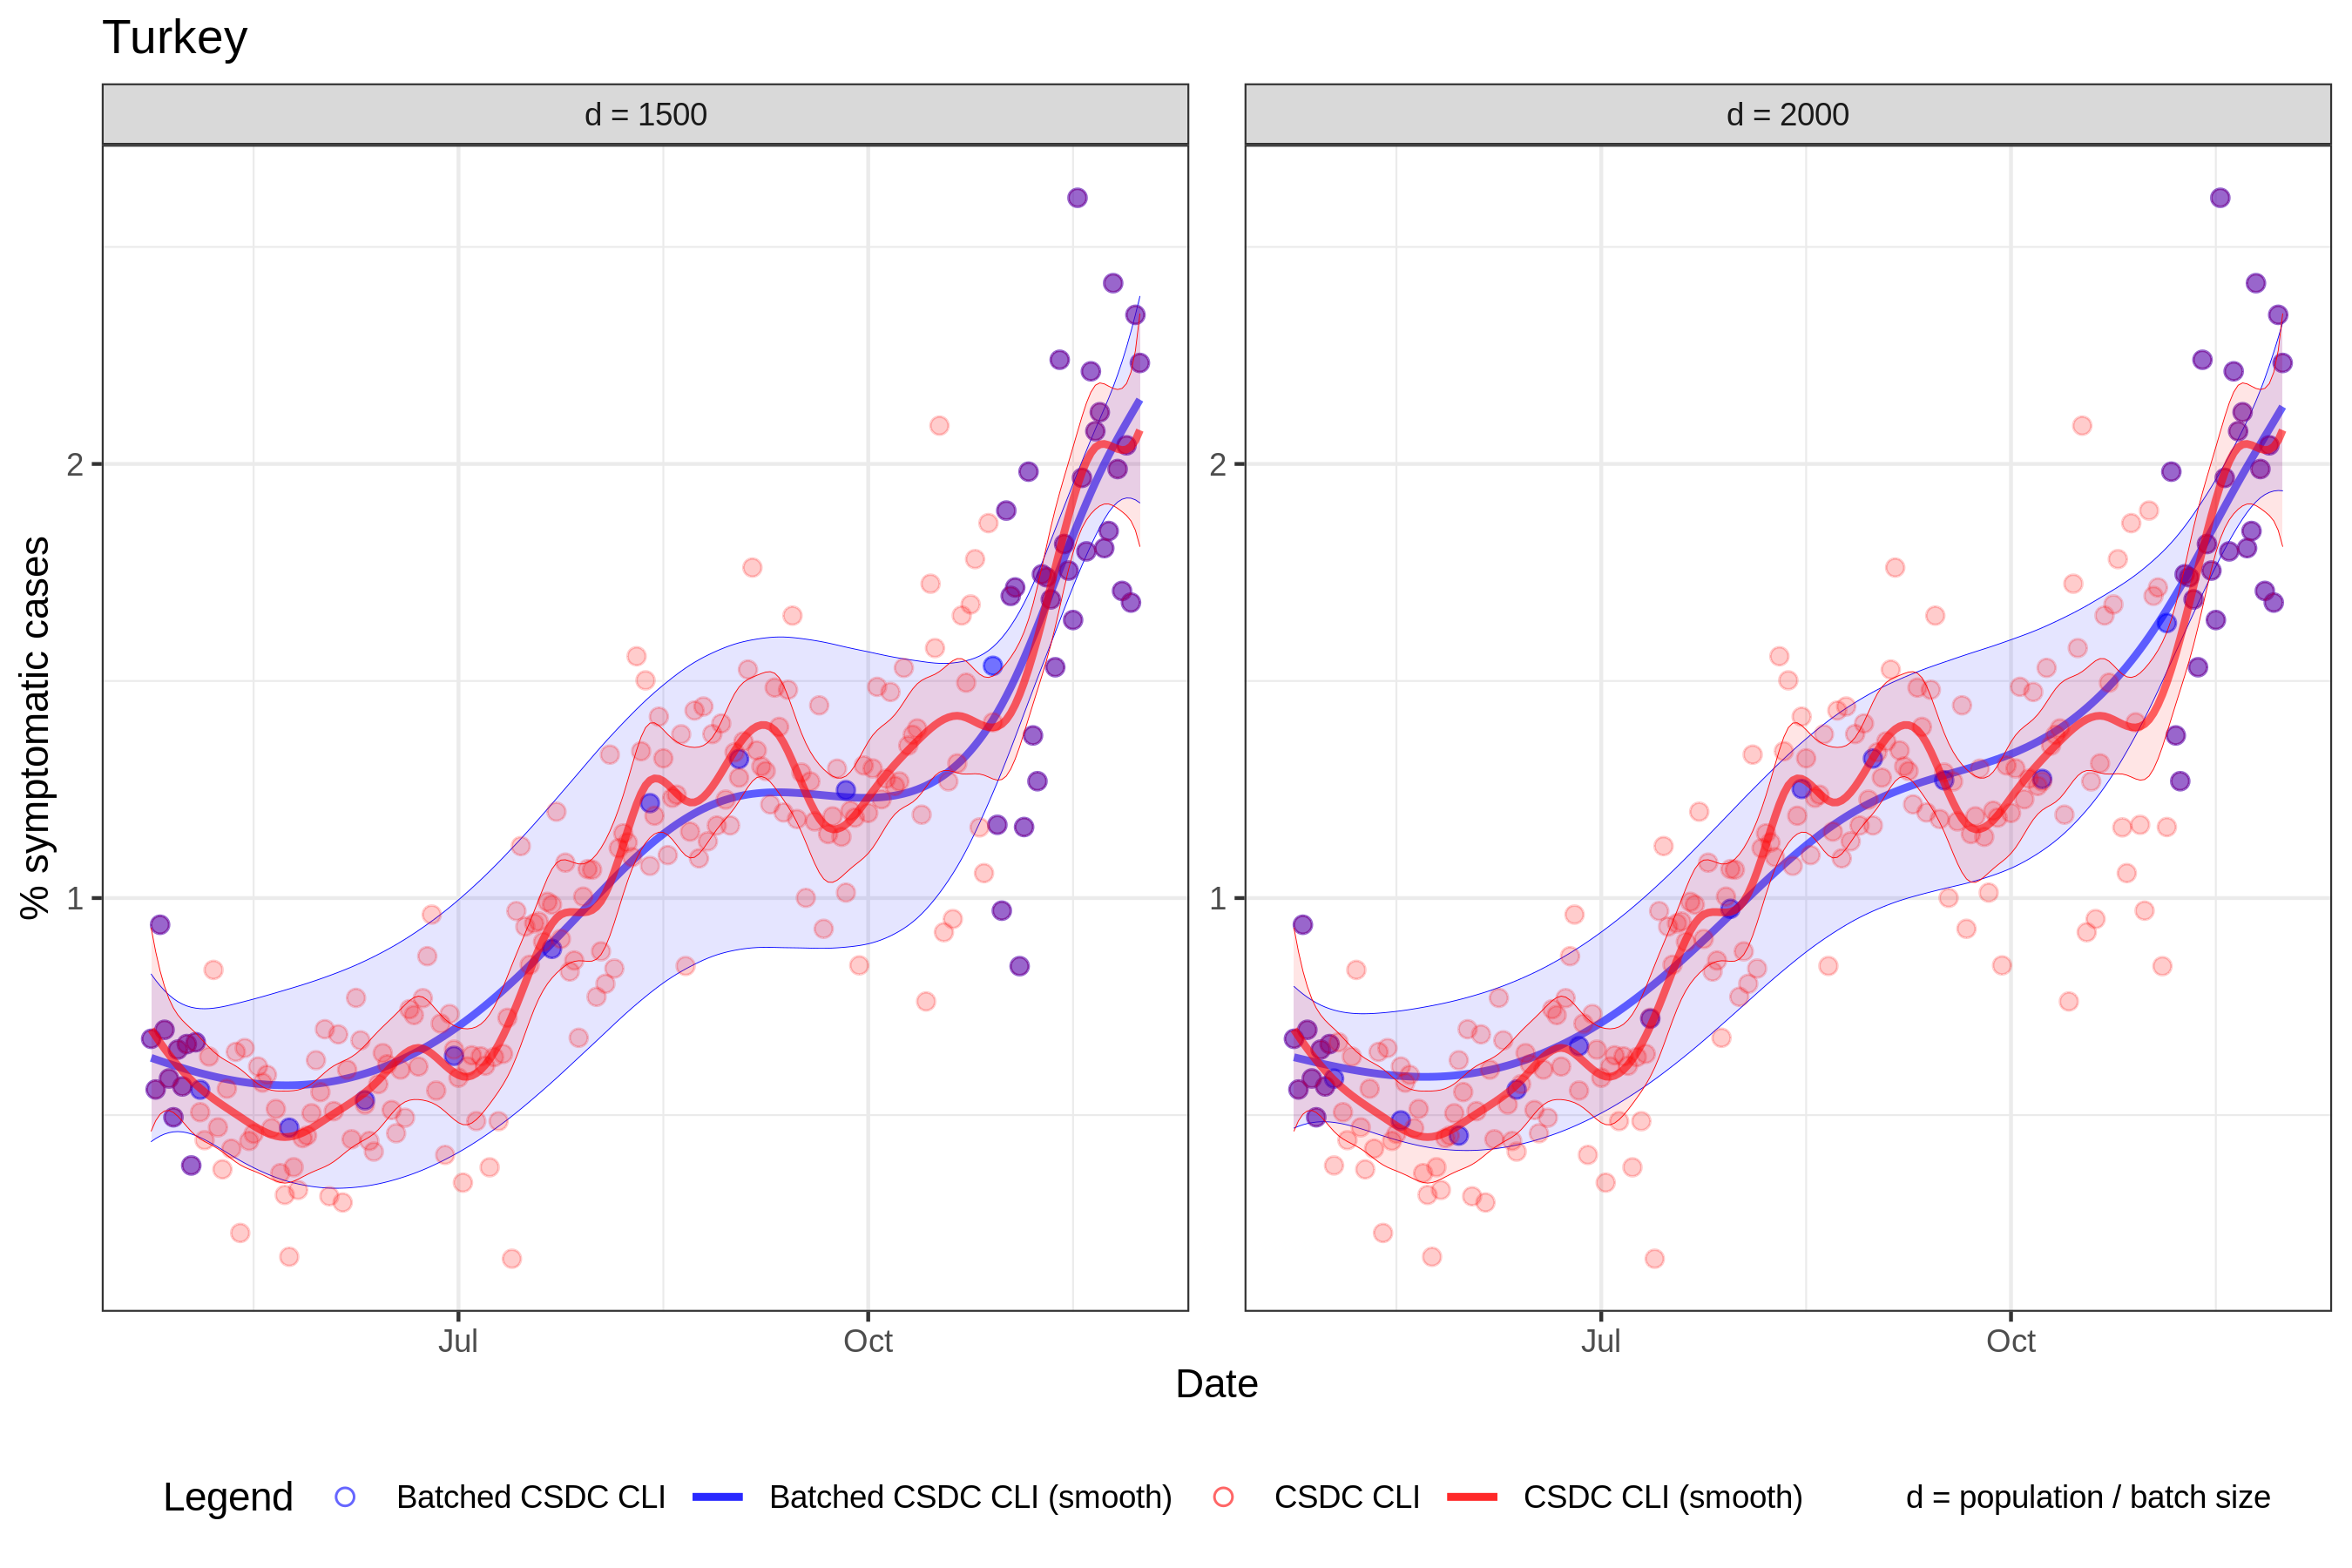 Turkey
d = 1500
d = 2000
% symptomatic cases
2
1
2
1
Jul
Oct
Jul
Oct
Date
Legend Batched CSDC CLI Batched CSDC CLI (smooth) CSDC CLI CSDC CLI (smooth) d = population / batch size